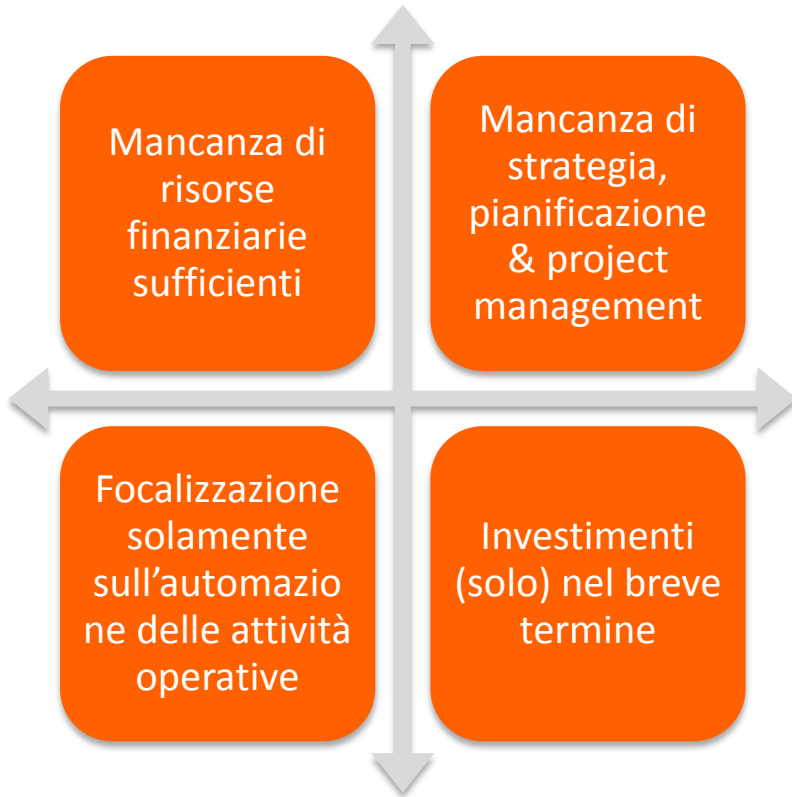 Mancanza di
risorse
finanziarie
sufficienti
Mancanza di
strategia,
pianificazione
& project
management
Focalizzazione
solamente
sull’automazio
ne delle attività
operative
Investimenti
(solo) nel breve
termine